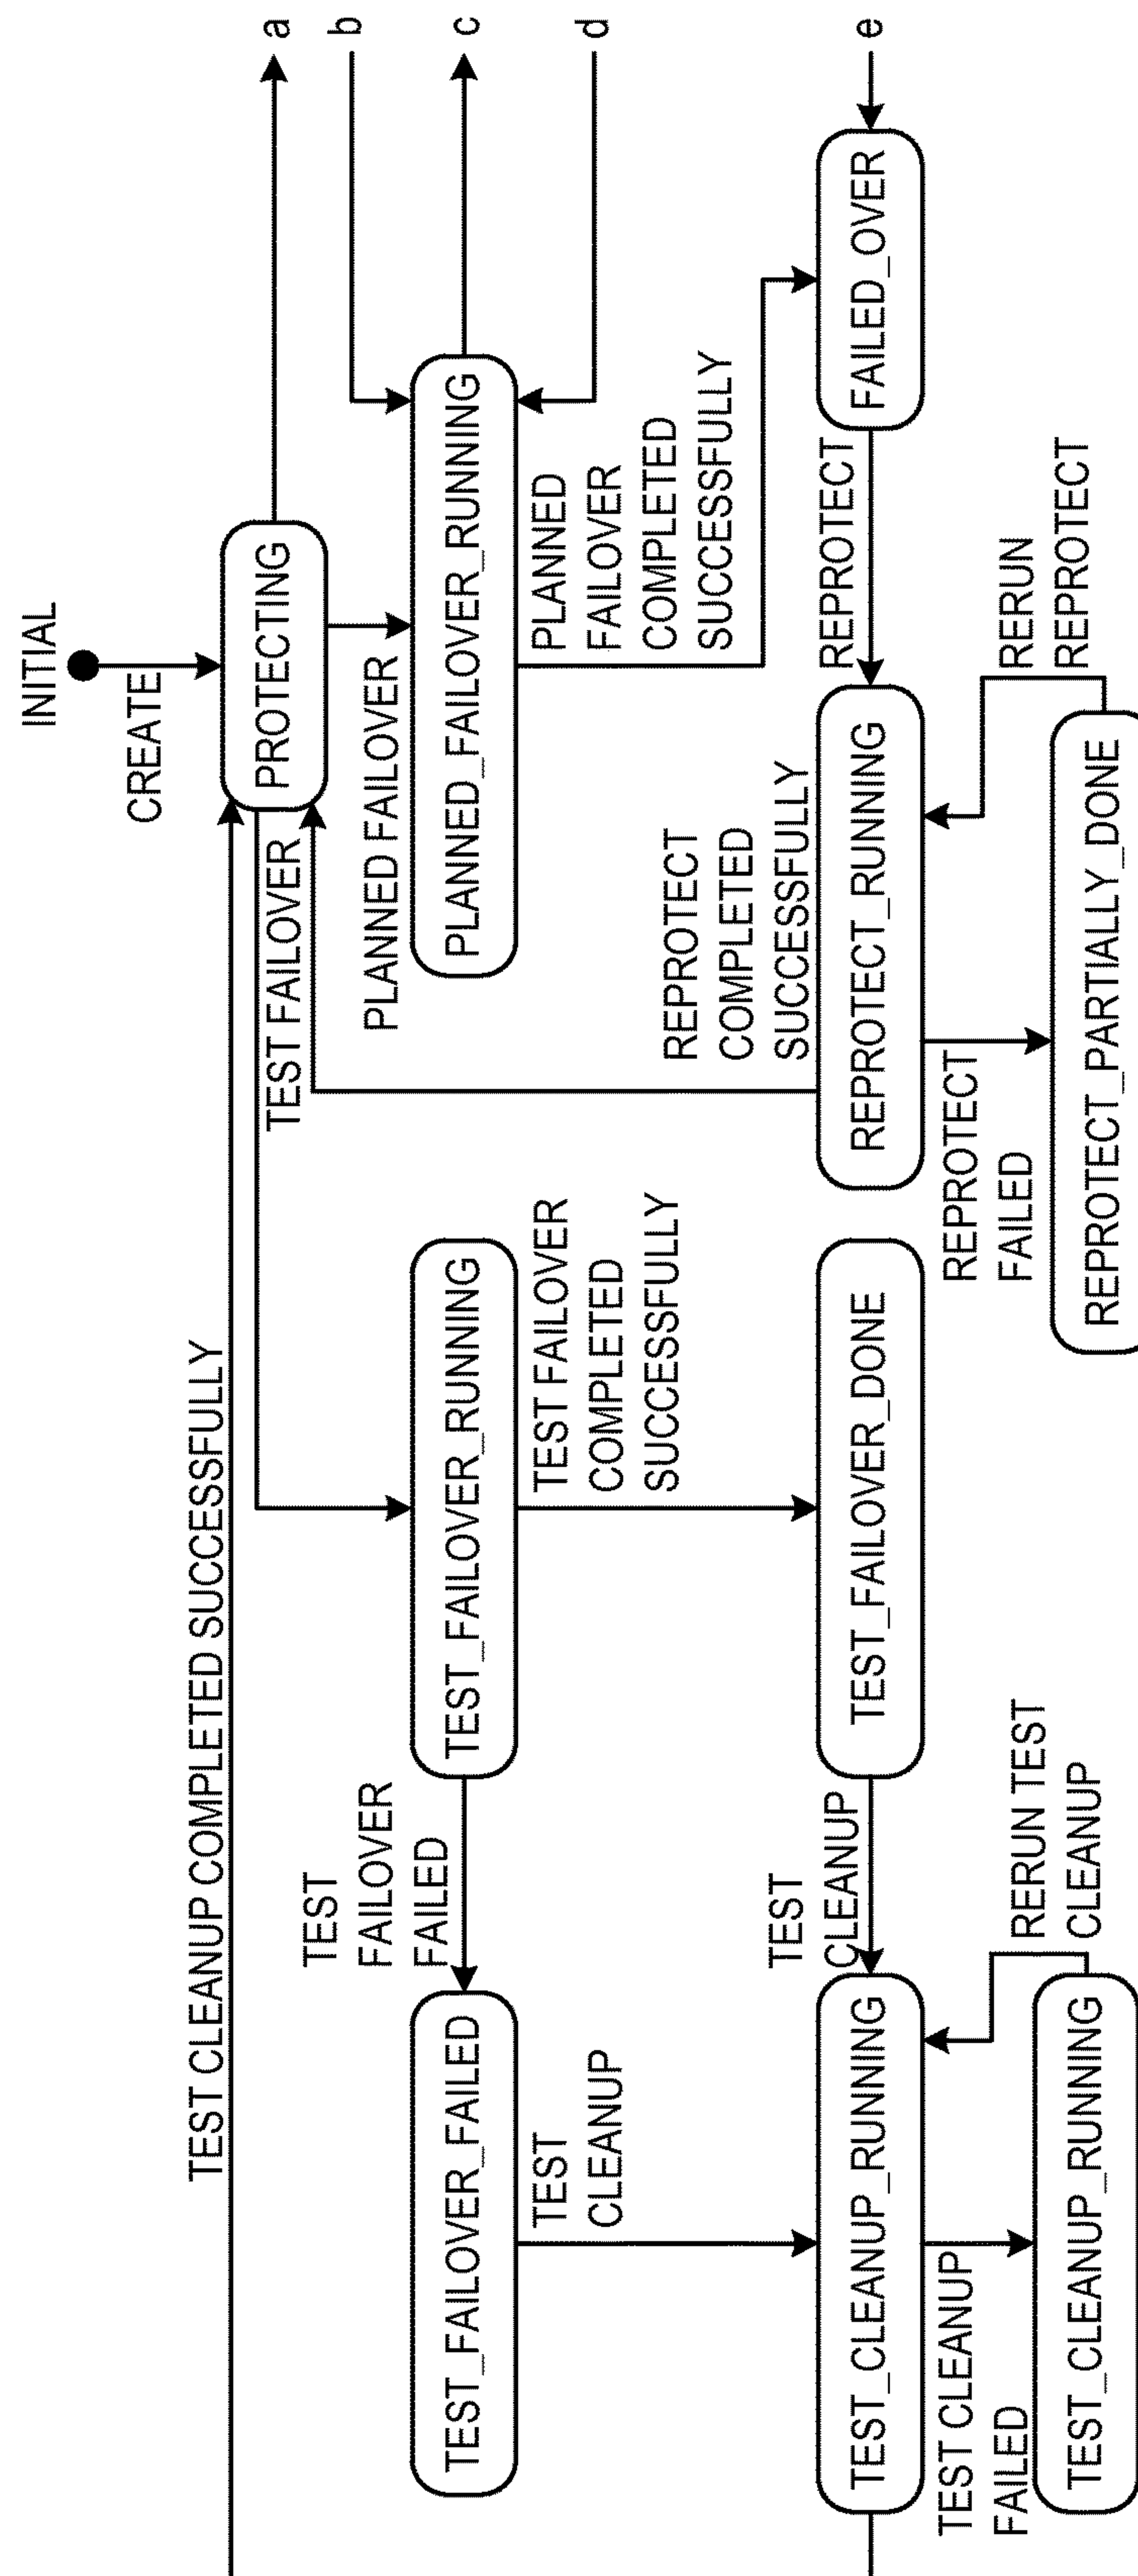 INITIAL
CREATE
PROTECTING
a
b
c
d
e
TEST CLEANUP COMPLETED SUCCESSFULLY
TEST FAILOVER
PLANNED FAILOVER
PLANNED_FAILOVER_RUNNING
TEST_FAILOVER_RUNNING
TEST
FAILOVER
FAILED
TEST_FAILOVER_FAILED
TEST
CLEANUP
TEST FAILOVER
COMPLETED
SUCCESSFULLY
REPROTECT
COMPLETED
SUCCESSFULLY
PLANNED
FAILOVER
COMPLETED
SUCCESSFULLY
TEST_CLEANUP_RUNNING
TEST
CLEANUP
TEST_FAILOVER_DONE
REPROTECT_RUNNING
REPROTECT
FAILED_OVER
TEST CLEANUP
FAILED
RERUN TEST
CLEANUP
REPROTECT
FAILED
RERUN
REPROTECT
TEST_CLEANUP_RUNNING
REPROTECT_PARTIALLY_DONE